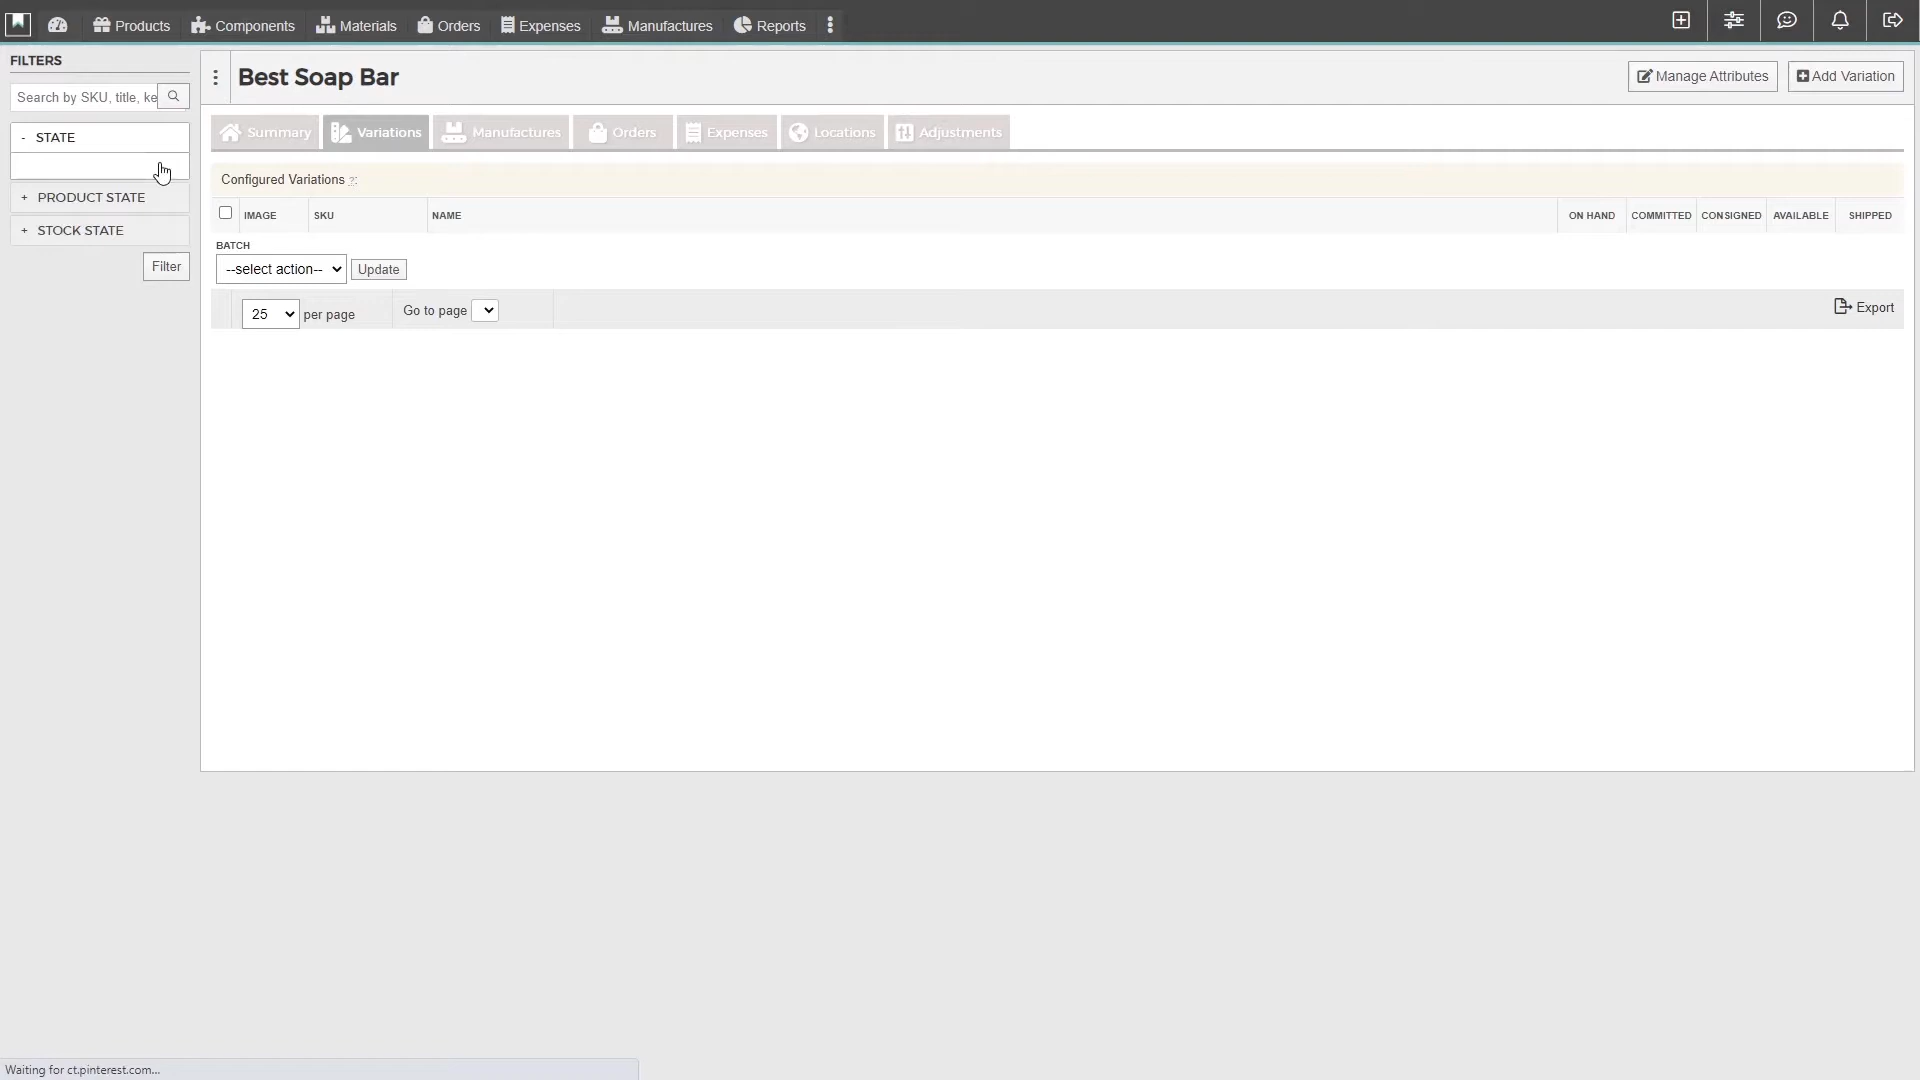 Products Components Materials Orders Expenses Manufactures Reports
FILTERS
Search by SKU, title, ke
- STATE
+ PRODUCT STATE
+ STOCK STATE
Filter
Best Soap Bar
Manage Attributes Add Variation
Summary Variations Manufactures Orders Expenses Locations Adjustments
Configured Variations ?:
IMAGE SKU NAME ON HAND COMMITTED CONSIGNED AVAILABLE SHIPPED
BATCH
--select action-- Update
25 per page Go to page Export
Waiting for ct.pinterest.com...